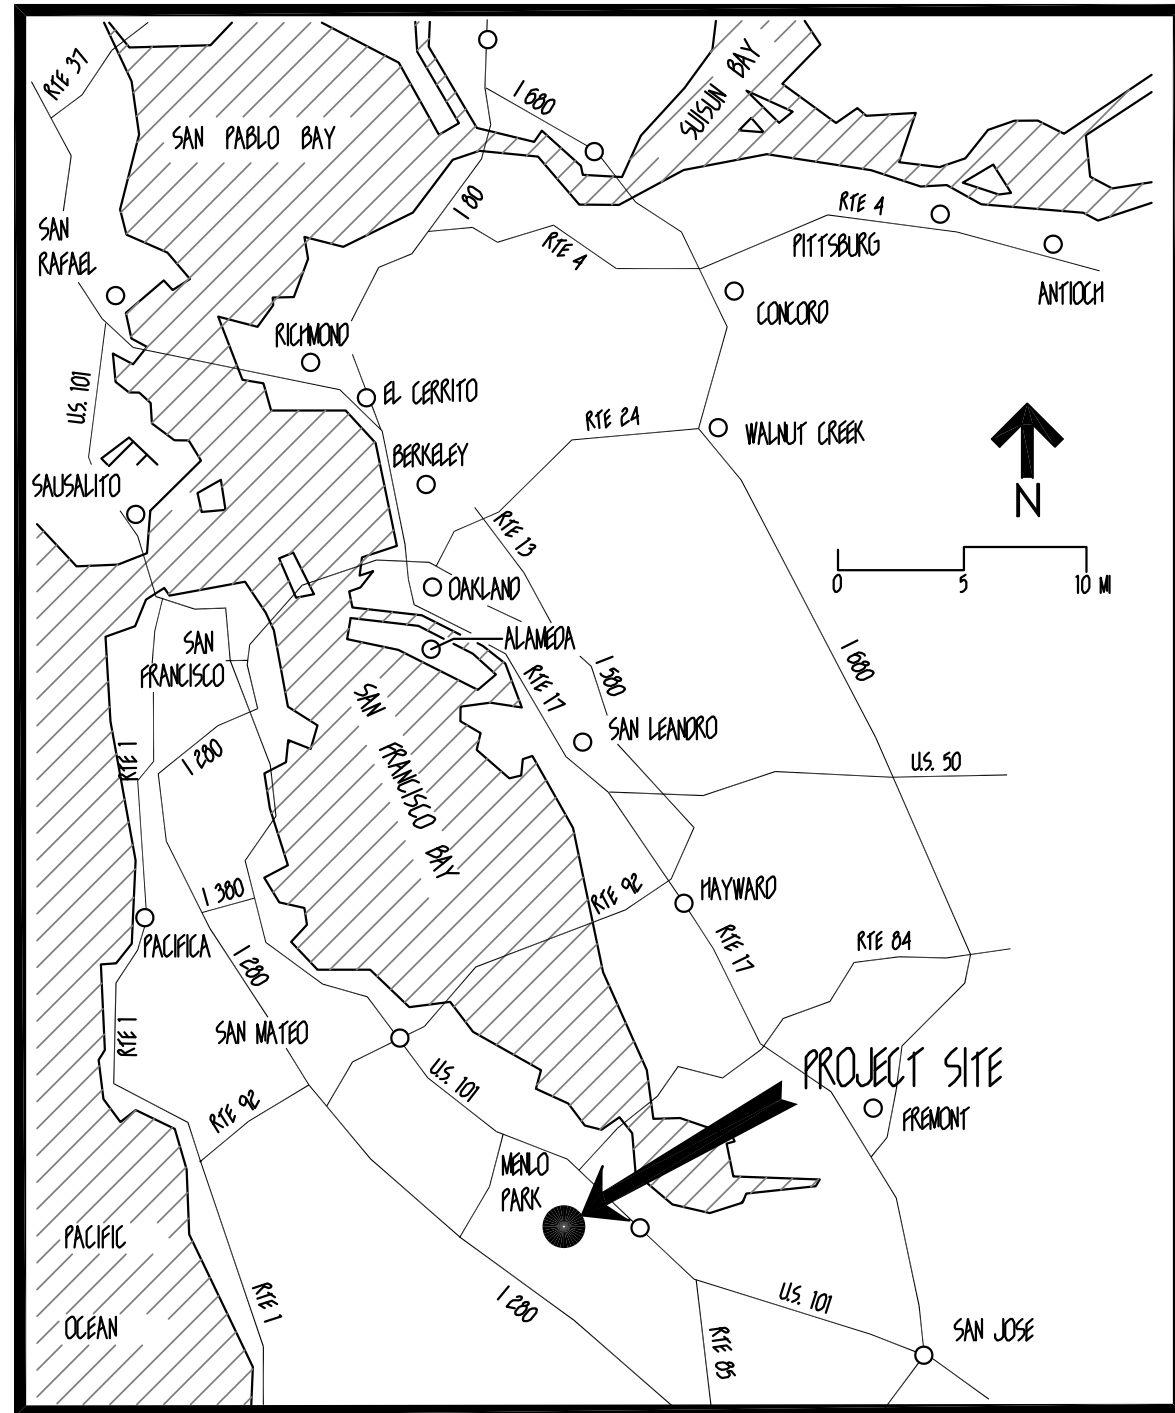 RTE 37
SAN PABLO BAY
I 680
SUISUN BAY
I 80
SAN
RAFAEL
RTE 4
RTE 4
PITTSBURG
ANTIOCH
CONCORD
RICHMOND
EL CERRITO
U.S. 101
RTE 24
WALNUT CREEK
BERKELEY
SAUSALITO
N
RTE 13
0 5 10 MI
OAKLAND
SAN
FRANCISCO
ALAMEDA
I 680
I 580
RTE 17
SAN
FRANCISCO
BAY
SAN LEANDRO
RTE 1
I 280
U.S. 50
I 380
RTE 92
HAYWARD
PACIFICA
I 280
RTE 17
RTE 84
RTE 1
SAN MATEO
U.S. 101
PROJECT SITE
RTE 92
FREMONT
MENLO
PARK
PACIFIC
OCEAN
RTE 1
I 280
U.S. 101
RTE 85
SAN JOSE